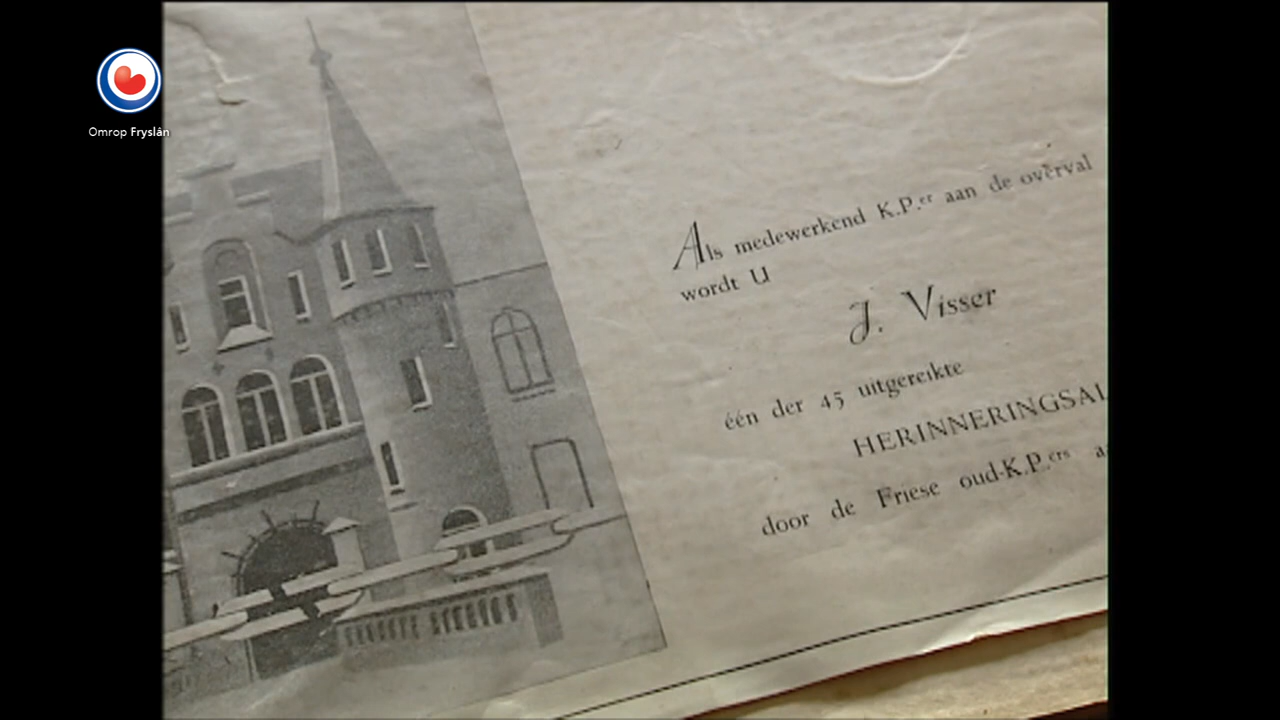 Omrop Fryslân
Als medewerkend K.P.er aan de overval
wordt U
J. Visser
één der 45 uitgereikte
HERINNERINGSAL
door de Friese oud-K.P.ers a